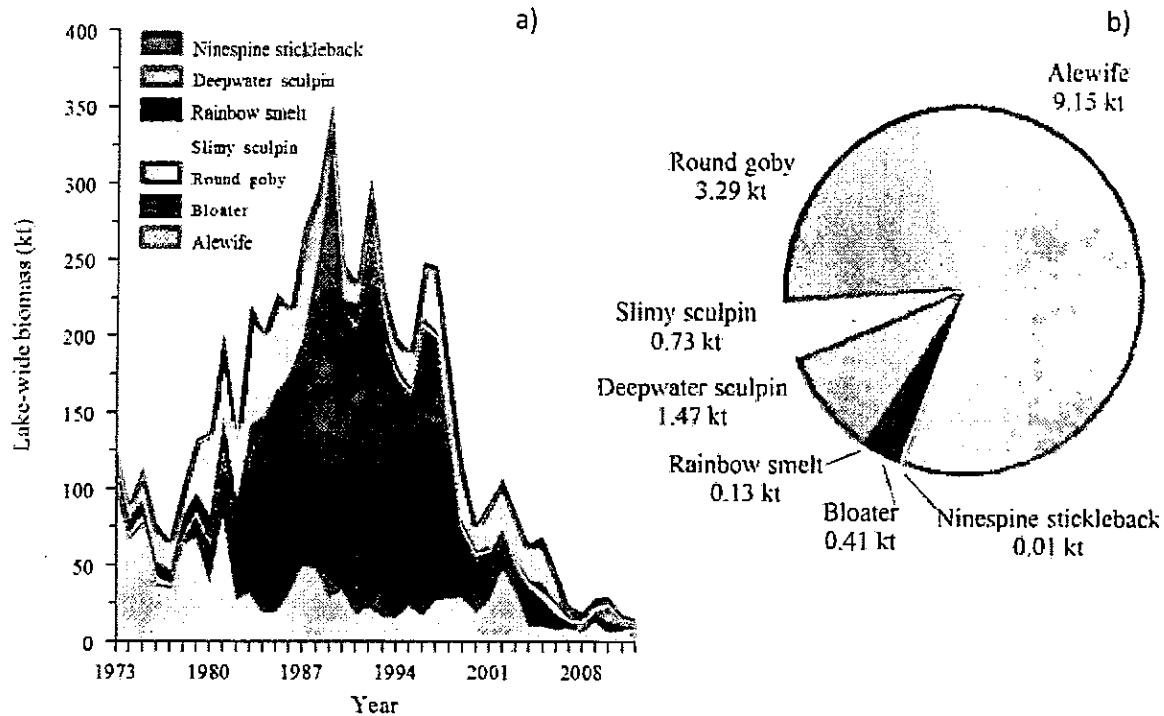 a)
400
350
300
250
200
150
100
50
0
Lake-wide biomass (kt)
Ninespine stickleback
Deepwater sculpin
Rainbow smelt
Slimy sculpin
Round goby
Bloater
Alewife
1973 1980 1987 1994 2001 2008
Year
b)
Alewife
9.15 kt
Round goby
3.29 kt
Slimy sculpin
0.73 kt
Deepwater sculpin
1.47 kt
Rainbow smelt
0.13 kt
Bloater
0.41 kt
Ninespine stickleback
0.01 kt